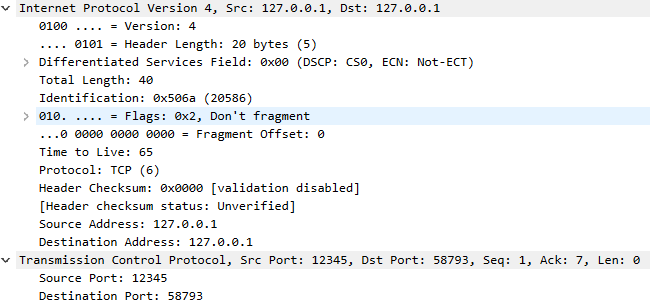 Internet Protocol Version 4, Src: 127.0.0.1, Dst: 127.0.0.1
0100 .... = Version: 4
.... 0101 = Header Length: 20 bytes (5)
Differentiated Services Field: 0x00 (DSCP: CS0, ECN: Not-ECT)
Total Length: 40
Identification: 0x506a (20586)
010. .... = Flags: 0x2, Don't fragment
...0 0000 0000 0000 = Fragment Offset: 0
Time to Live: 65
Protocol: TCP (6)
Header Checksum: 0x0000 [validation disabled]
[Header checksum status: Unverified]
Source Address: 127.0.0.1
Destination Address: 127.0.0.1
Transmission Control Protocol, Src Port: 12345, Dst Port: 58793, Seq: 1, Ack: 7, Len: 0
Source Port: 12345
Destination Port: 58793